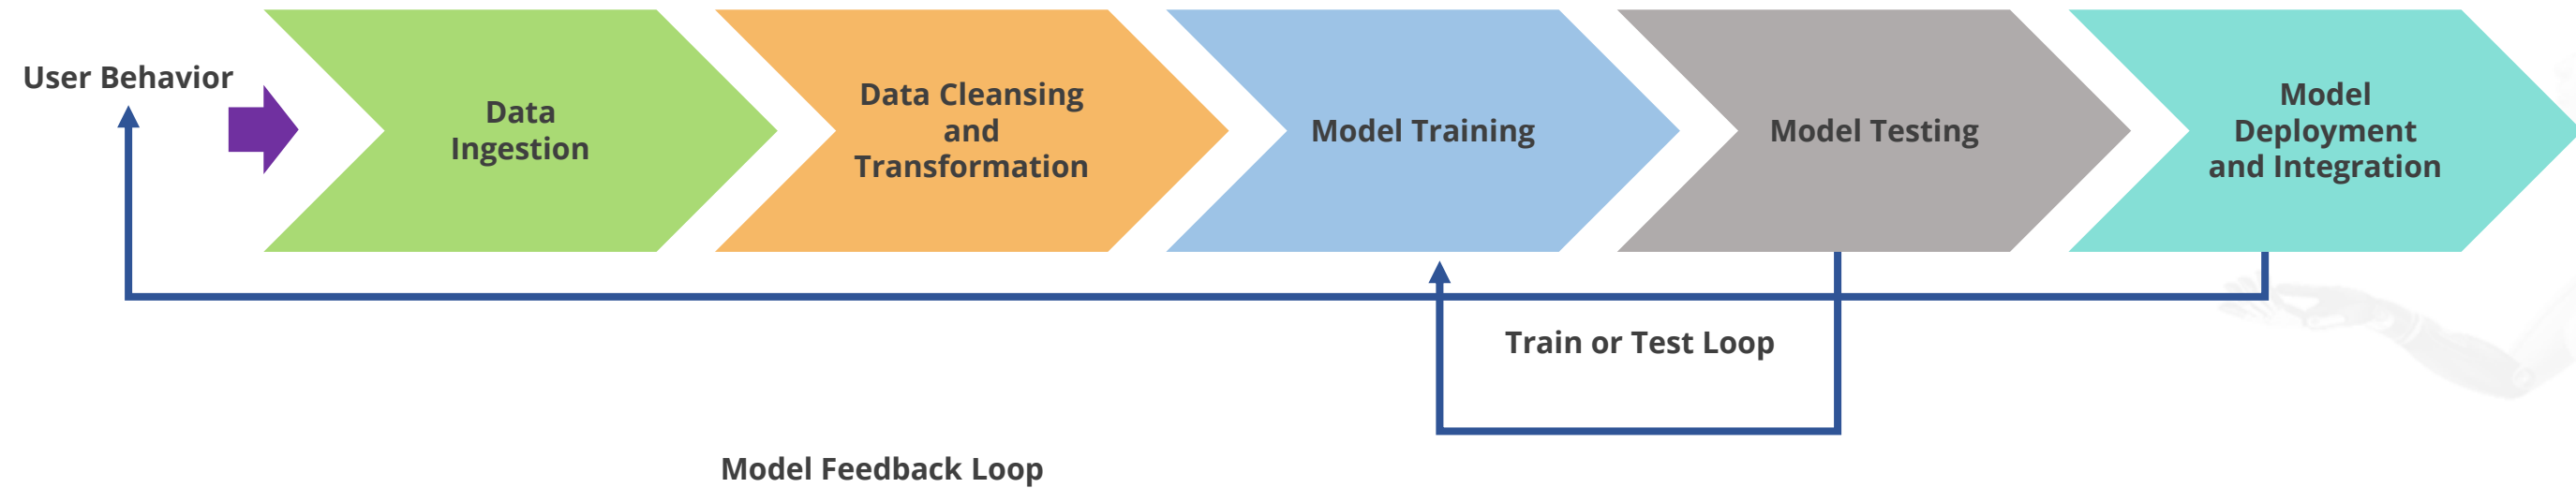 User Behavior
Data
Ingestion
Data Cleansing
and
Transformation
Model Training
Model Testing
Model
Deployment
and Integration
Train or Test Loop
Model Feedback Loop